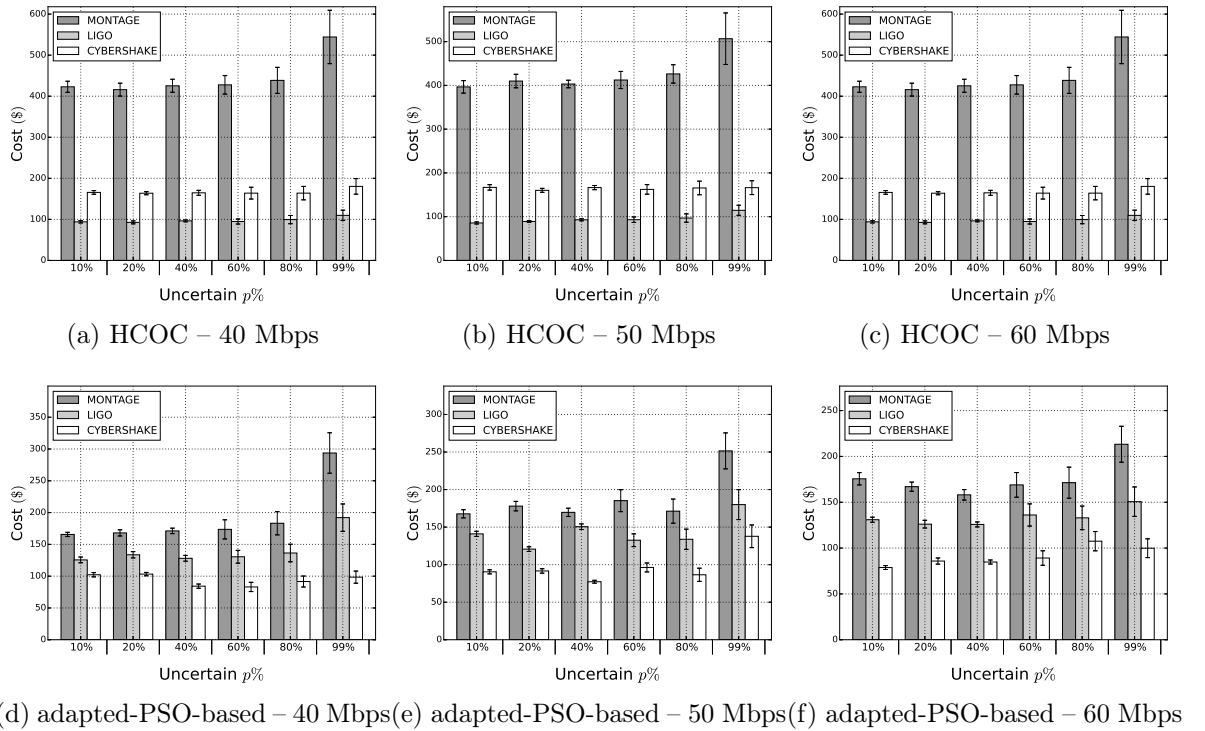 600
500
400
300
200
100
0
Cost ($)
MONTAGE
LIGO
CYBERSHAKE
10% 20% 40% 60% 80% 99%
Uncertain p%
(a) HCOC – 40 Mbps
500
400
300
200
100
0
Cost ($)
MONTAGE
LIGO
CYBERSHAKE
10% 20% 40% 60% 80% 99%
Uncertain p%
(b) HCOC – 50 Mbps
600
500
400
300
200
100
0
Cost ($)
MONTAGE
LIGO
CYBERSHAKE
10% 20% 40% 60% 80% 99%
Uncertain p%
(c) HCOC – 60 Mbps
350
300
250
200
150
100
50
0
Cost ($)
MONTAGE
LIGO
CYBERSHAKE
10% 20% 40% 60% 80% 99%
Uncertain p%
(d) adapted-PSO-based – 40 Mbps
300
250
200
150
100
50
0
Cost ($)
MONTAGE
LIGO
CYBERSHAKE
10% 20% 40% 60% 80% 99%
Uncertain p%
(e) adapted-PSO-based – 50 Mbps
250
200
150
100
50
0
Cost ($)
MONTAGE
LIGO
CYBERSHAKE
10% 20% 40% 60% 80% 99%
Uncertain p%
(f) adapted-PSO-based – 60 Mbps